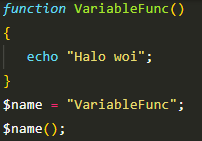 function VariableFunc()
{
echo "Halo woi";
}
$name = "VariableFunc";
$name();